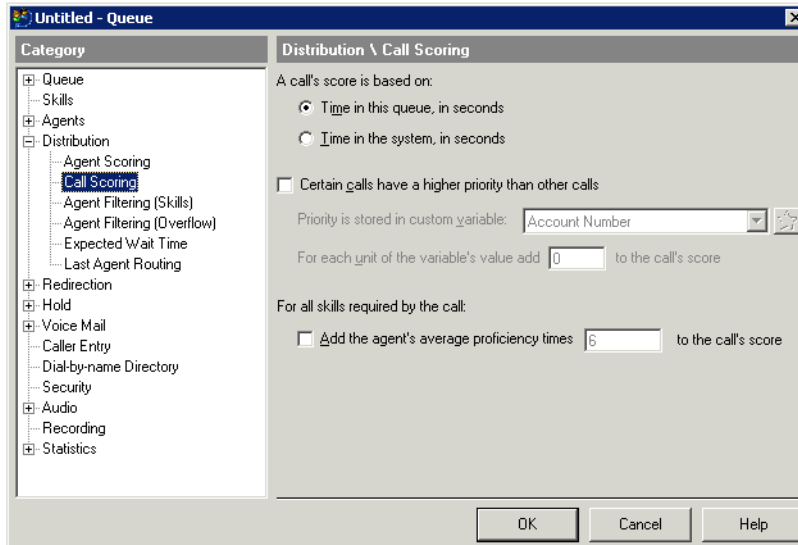 Untitled - Queue
Category
Queue
Skills
Agents
Distribution
Agent Scoring
Call Scoring
Agent Filtering (Skills)
Agent Filtering (Overflow)
Expected Wait Time
Last Agent Routing
Redirection
Hold
Voice Mail
Caller Entry
Dial-by-name Directory
Security
Audio
Recording
Statistics
Distribution \ Call Scoring
A call's score is based on:
Time in this queue, in seconds
Time in the system, in seconds
Certain calls have a higher priority than other calls
Priority is stored in custom variable: Account Number
For each unit of the variable's value add 0 to the call's score
For all skills required by the call:
Add the agent's average proficiency times 6 to the call's score
OK Cancel Help